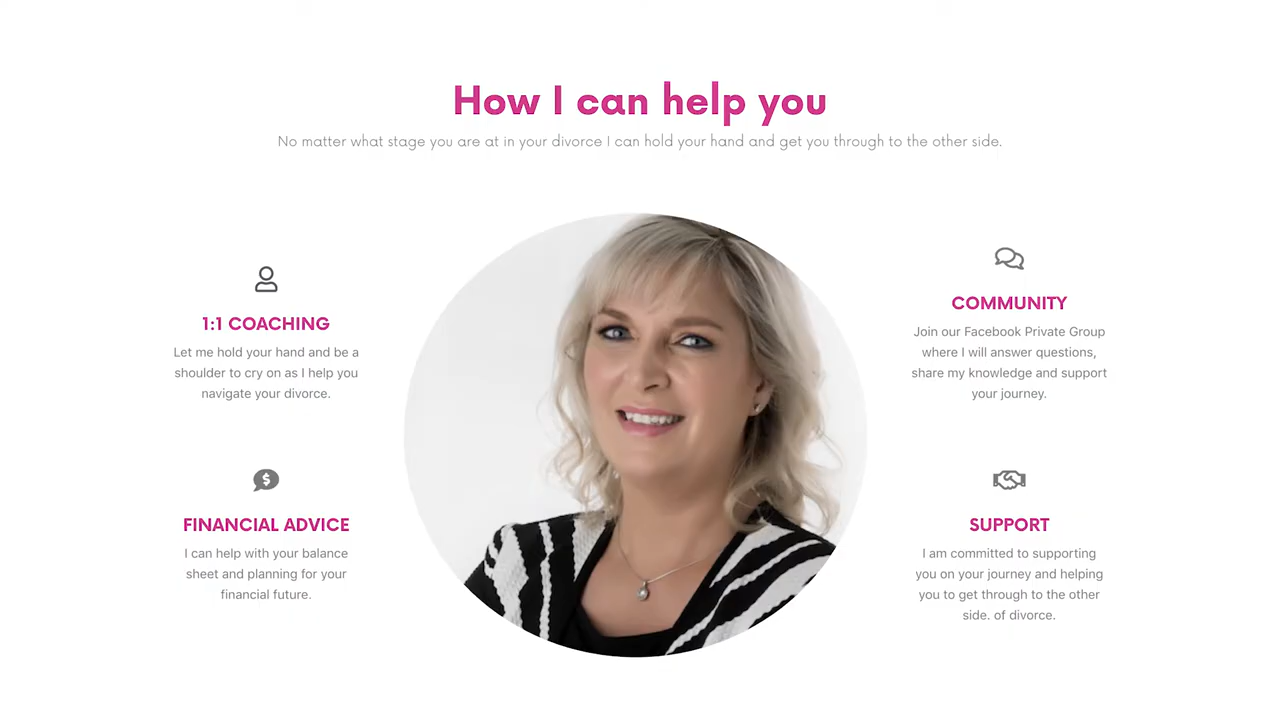 How I can help you
No matter what stage you are at in your divorce I can hold your hand and get you through to the other side.
1:1 COACHING
Let me hold your hand and be a
shoulder to cry on as I help you
navigate your divorce.
FINANCIAL ADVICE
I can help with your balance
sheet and planning for your
financial future.
COMMUNITY
Join our Facebook Private Group
where I will answer questions,
share my knowledge and support
your journey.
SUPPORT
I am committed to supporting
you on your journey and helping
you to get through to the other
side. of divorce.